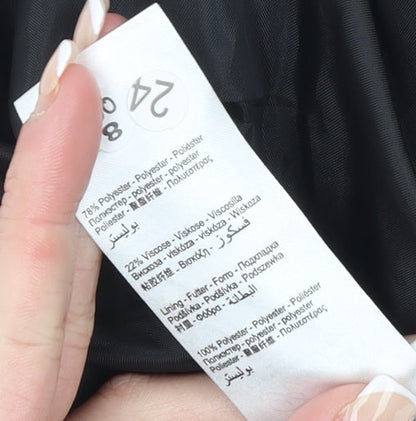 24
8
78% Polyester - Polyester - Poliéster
Полиэстер - polyester - polyester
Poliester - 聚酯纤维 - Πολυεστέρας
بوليستر
22% Viscose - Viskose - Viscosilla
Вискоза - viskóza - viskóza - Wiskoza
粘胶纤维 - Βισκόζη - فسكوز
Lining - Futter - Forro - Подкладка
Podšívka - Podšívka - Podszewka
衬里 - Φόδρα - البطانة
100% Polyester - Polyester - Poliéster
Полиэстер - polyester - polyester
Poliester - 聚酯纤维 - Πολυεστέρας
بوليستر